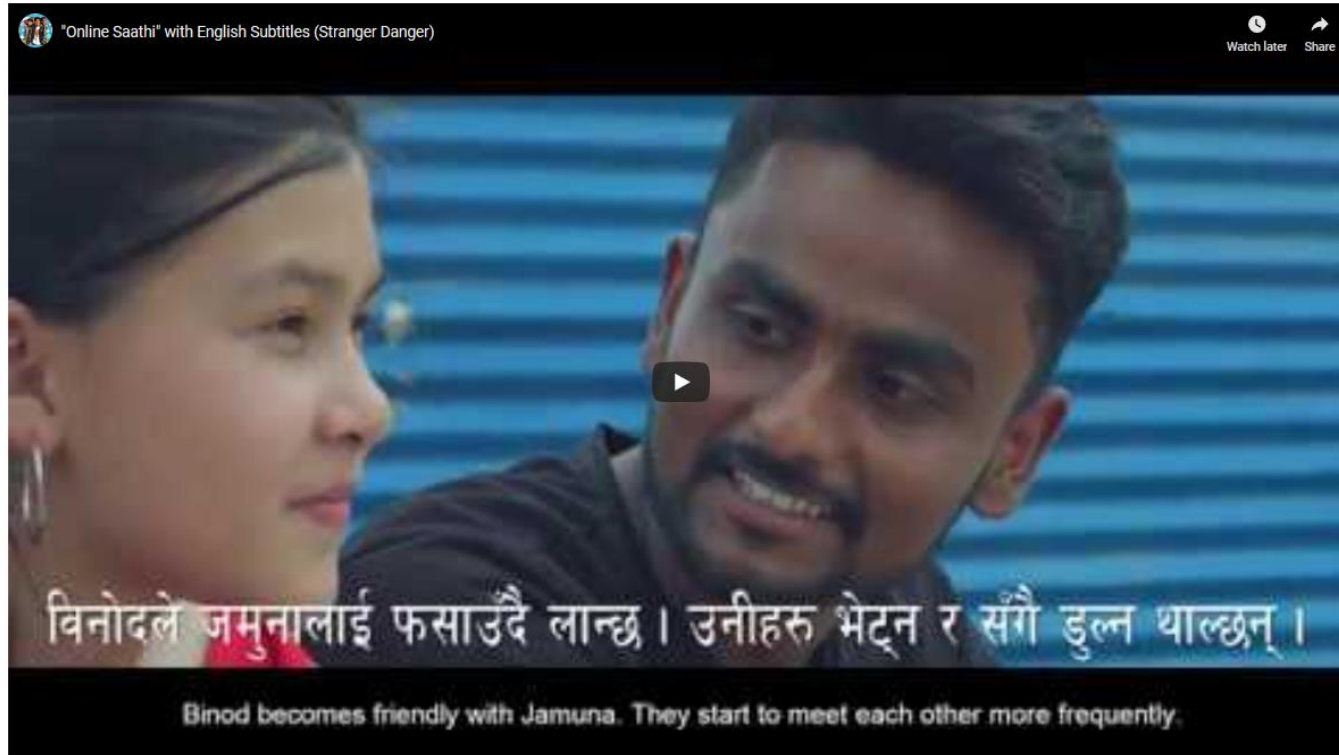 "Online Saathi" with English Subtitles (Stranger Danger)
Watch later
Share
विनोदले जमुनालाई फसाउँदै लान्छ । उनीहरु भेट्न र सँगै डुल्न थाल्छन् ।
Binod becomes friendly with Jamuna. They start to meet each other more frequently.